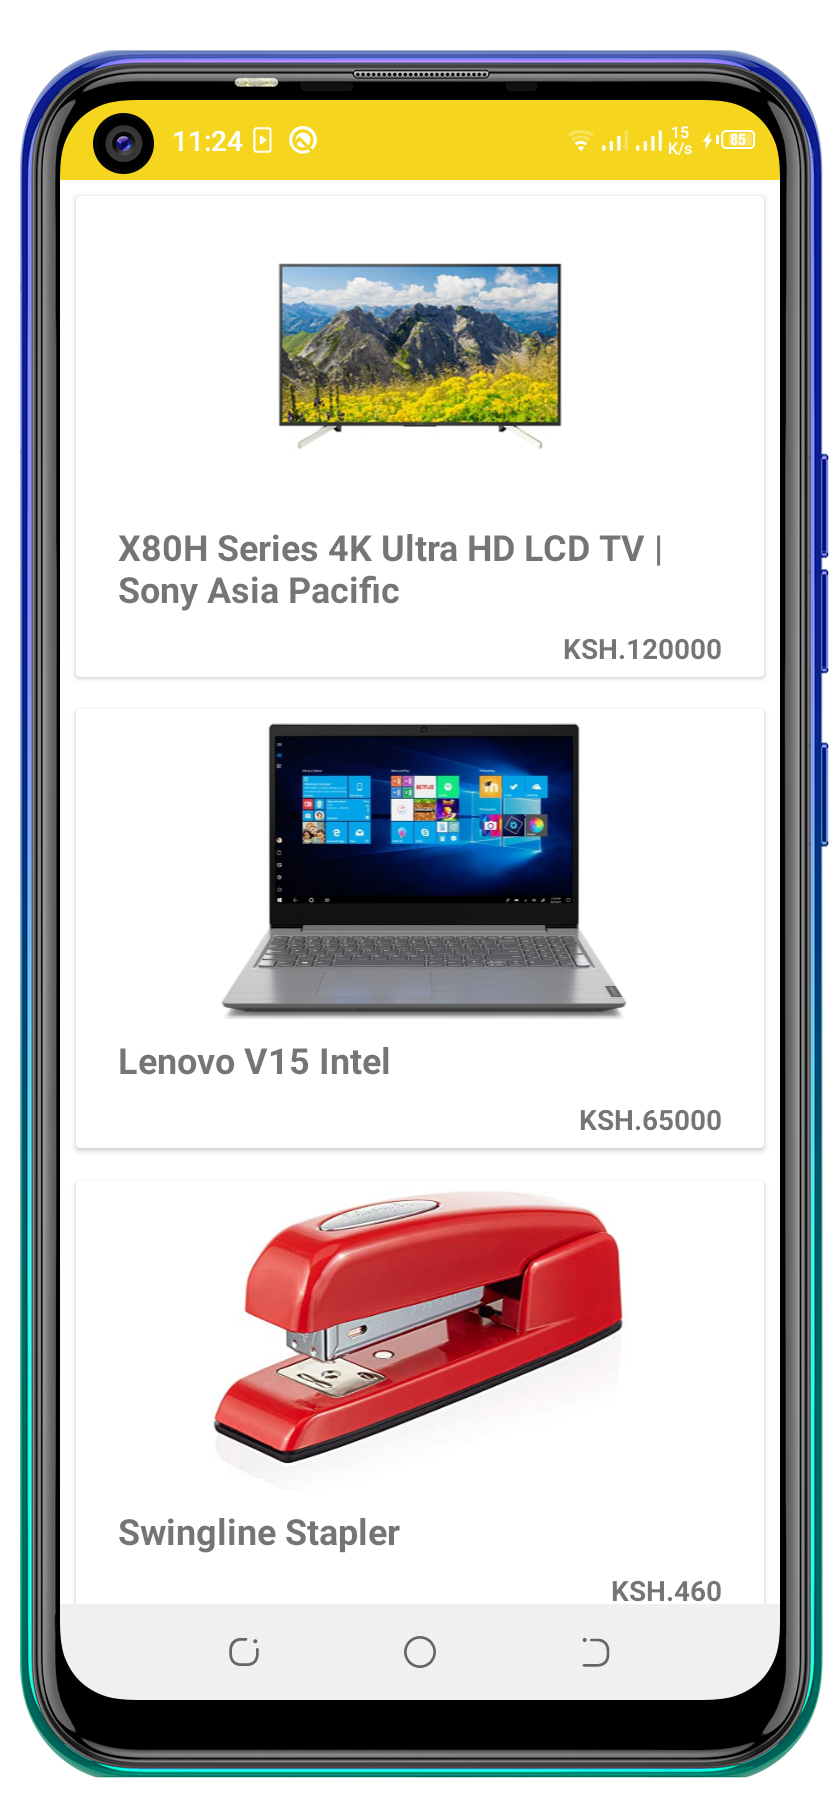 11:24
15
K/s
85
X80H Series 4K Ultra HD LCD TV |
Sony Asia Pacific
KSH.120000
NETFLIX
Lenovo V15 Intel
KSH.65000
Swingline Stapler
KSH.460